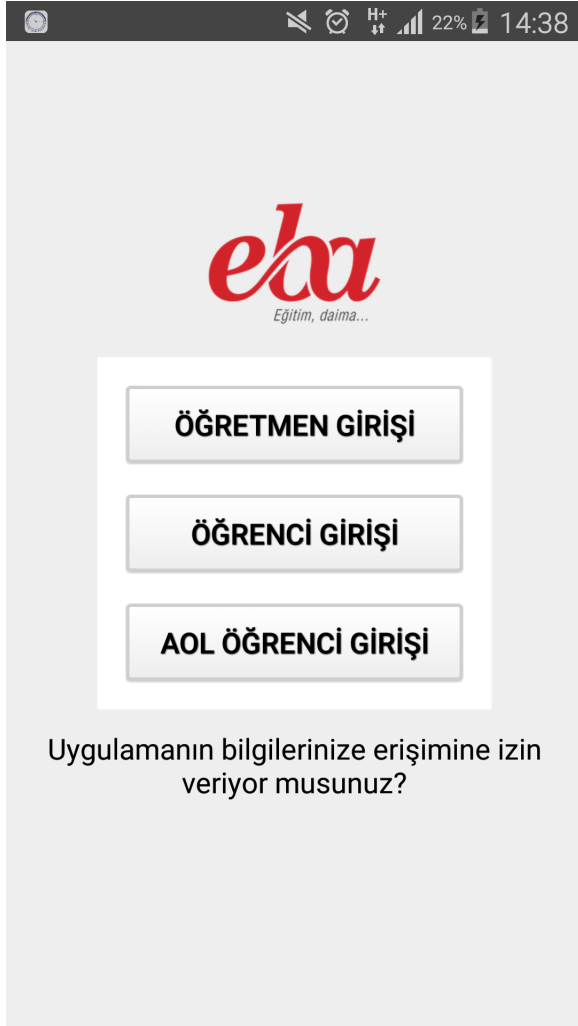 H+ 22% 14:38
eba
Eğitim, daima...
ÖĞRETMEN GİRİŞİ
ÖĞRENCİ GİRİŞİ
AOL ÖĞRENCİ GİRİŞİ
Uygulamanın bilgilerinize erişimine izin
veriyor musunuz?